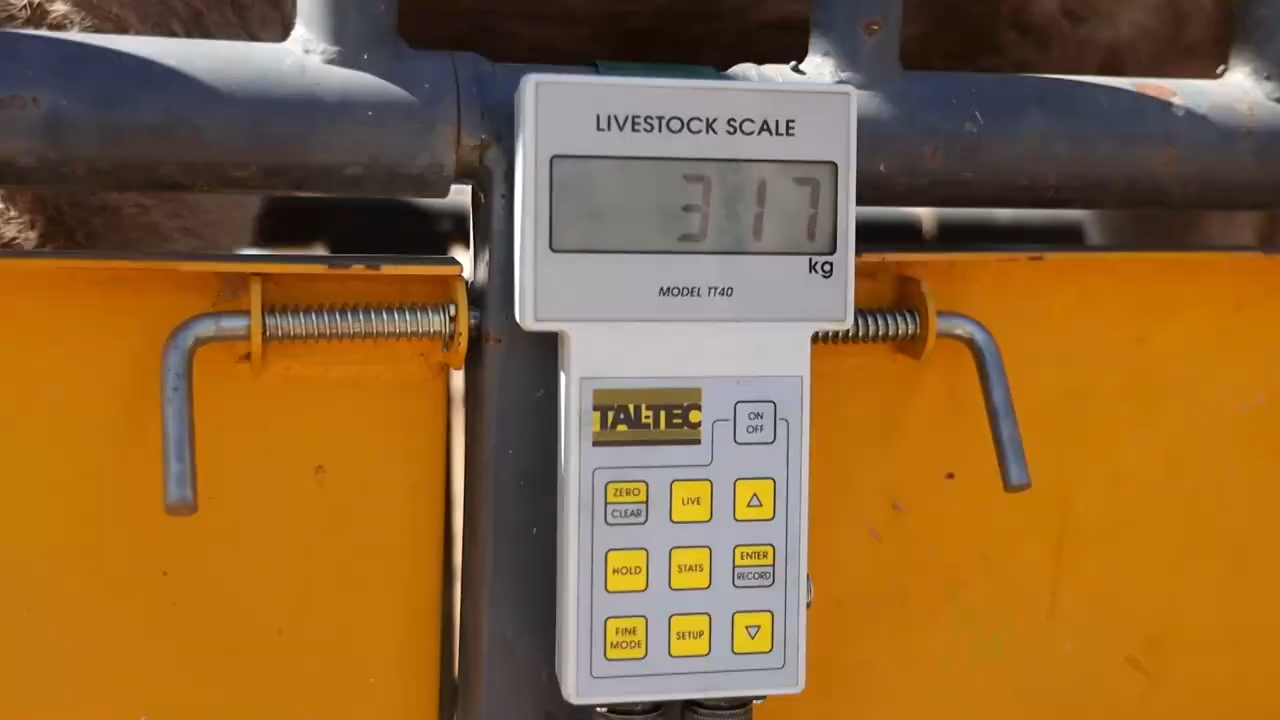 LIVESTOCK SCALE
317
kg
MODEL TT40
TAL-TEC
ON
OFF
ZERO
CLEAR
LIVE
HOLD
STATS
ENTER
RECORD
FINE
MODE
SETUP